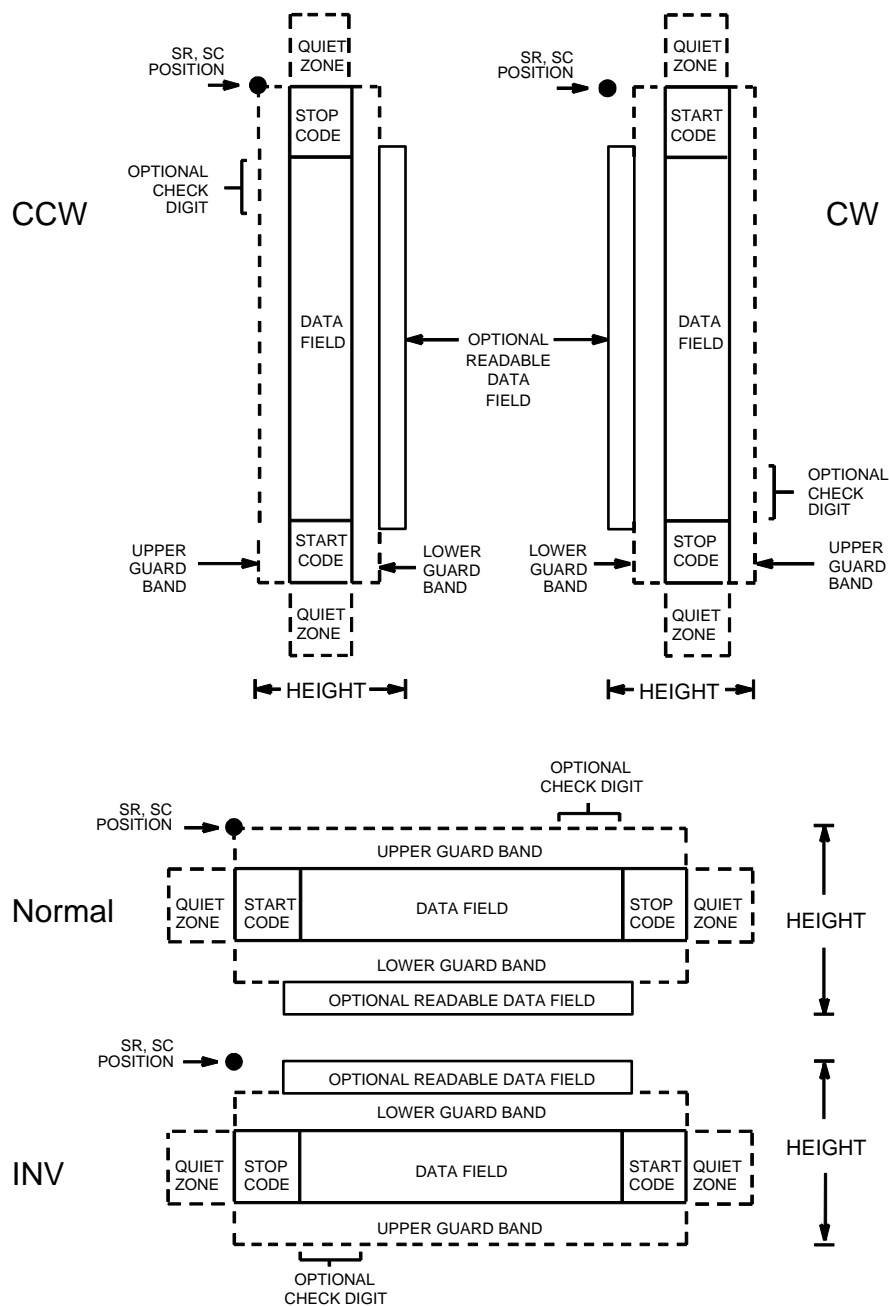 QUIET
ZONE
SR, SC
POSITION
STOP
CODE
OPTIONAL
CHECK
DIGIT
CCW
DATA
FIELD
START
CODE
UPPER
GUARD
BAND
LOWER
GUARD
BAND
QUIET
ZONE
HEIGHT
OPTIONAL
READABLE
DATA
FIELD
QUIET
ZONE
SR, SC
POSITION
START
CODE
CW
DATA
FIELD
OPTIONAL
CHECK
DIGIT
STOP
CODE
LOWER
GUARD
BAND
UPPER
GUARD
BAND
QUIET
ZONE
HEIGHT
OPTIONAL
CHECK DIGIT
SR, SC
POSITION
UPPER GUARD BAND
Normal
QUIET
ZONE
START
CODE
DATA FIELD
STOP
CODE
QUIET
ZONE
HEIGHT
LOWER GUARD BAND
OPTIONAL READABLE DATA FIELD
SR, SC
POSITION
OPTIONAL READABLE DATA FIELD
LOWER GUARD BAND
INV
QUIET
ZONE
STOP
CODE
DATA FIELD
START
CODE
QUIET
ZONE
HEIGHT
UPPER GUARD BAND
OPTIONAL
CHECK DIGIT